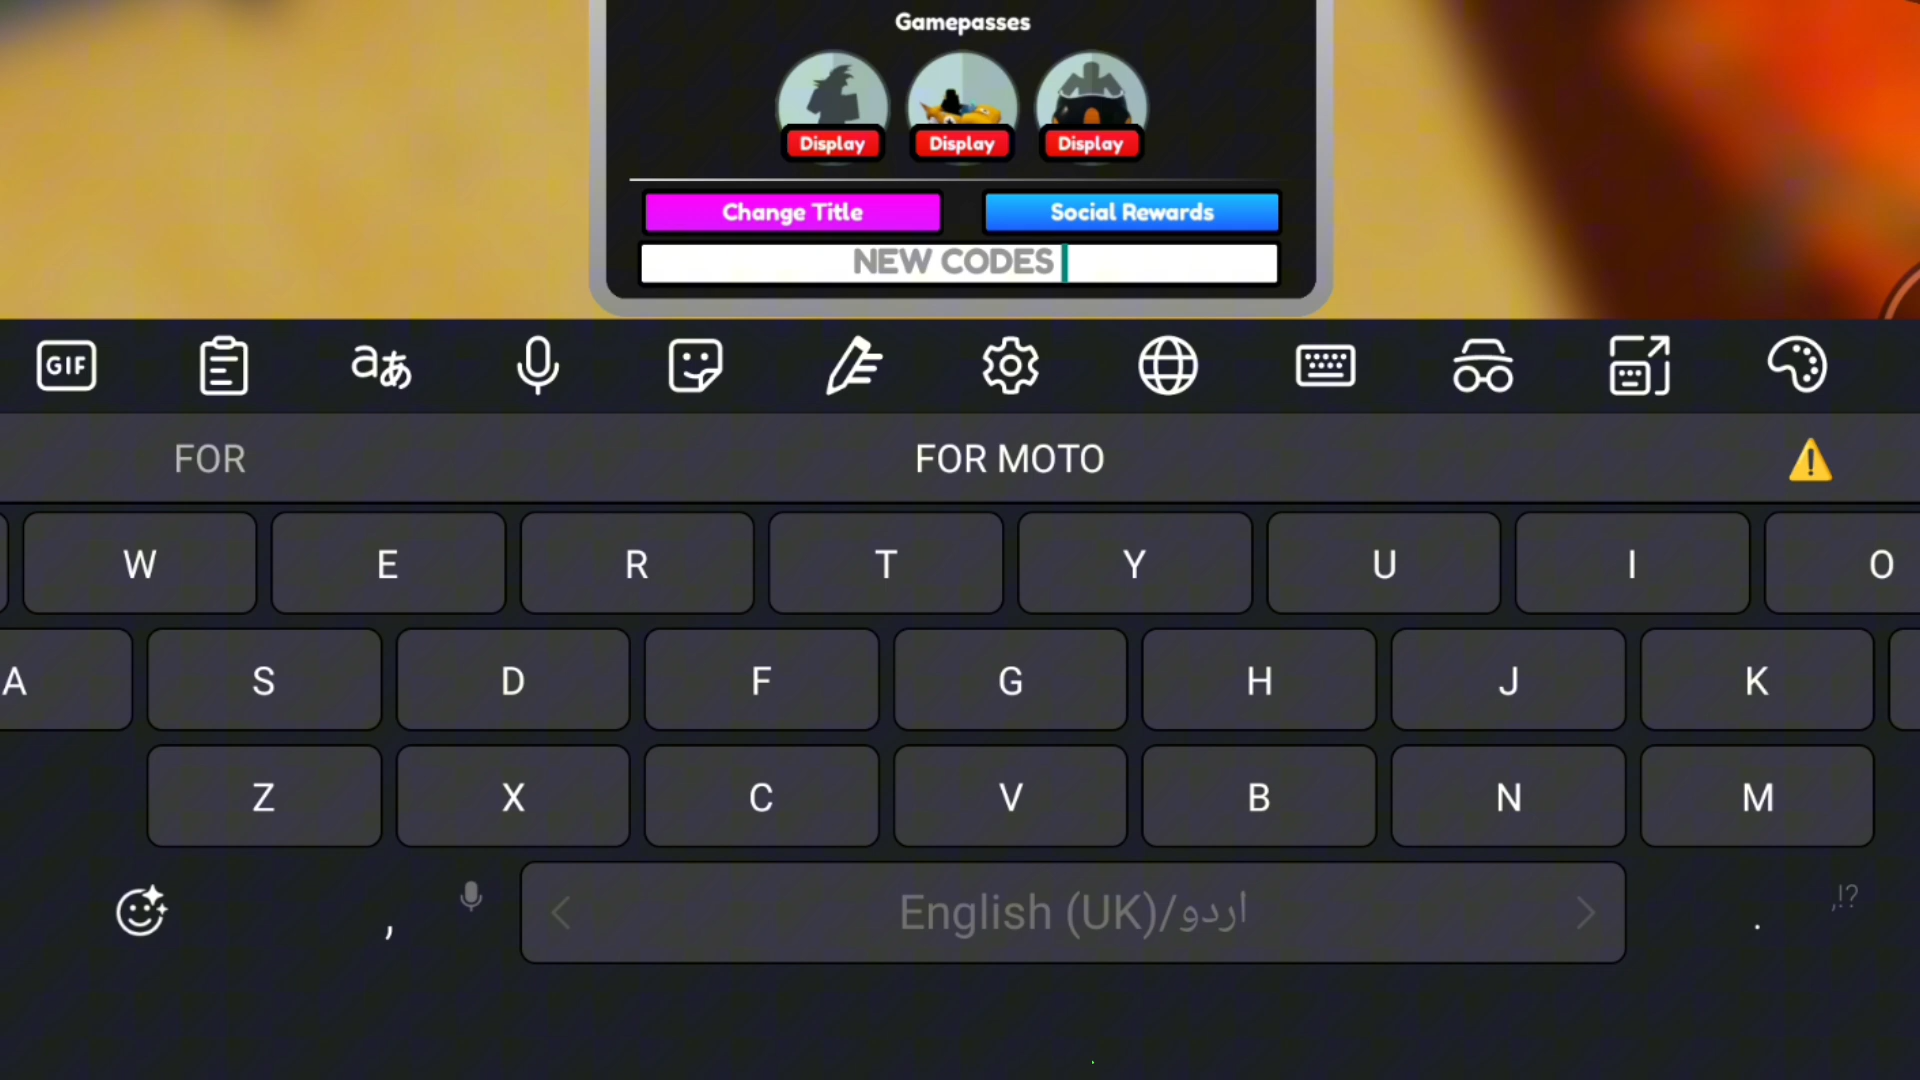 Gamepasses
Display Display Display
Change Title Social Rewards
NEW CODES
GIF aあ
FOR FOR MOTO
W E R T Y U I O
A S D F G H J K
Z X C V B N M
, English (UK)/اردو . ,!?